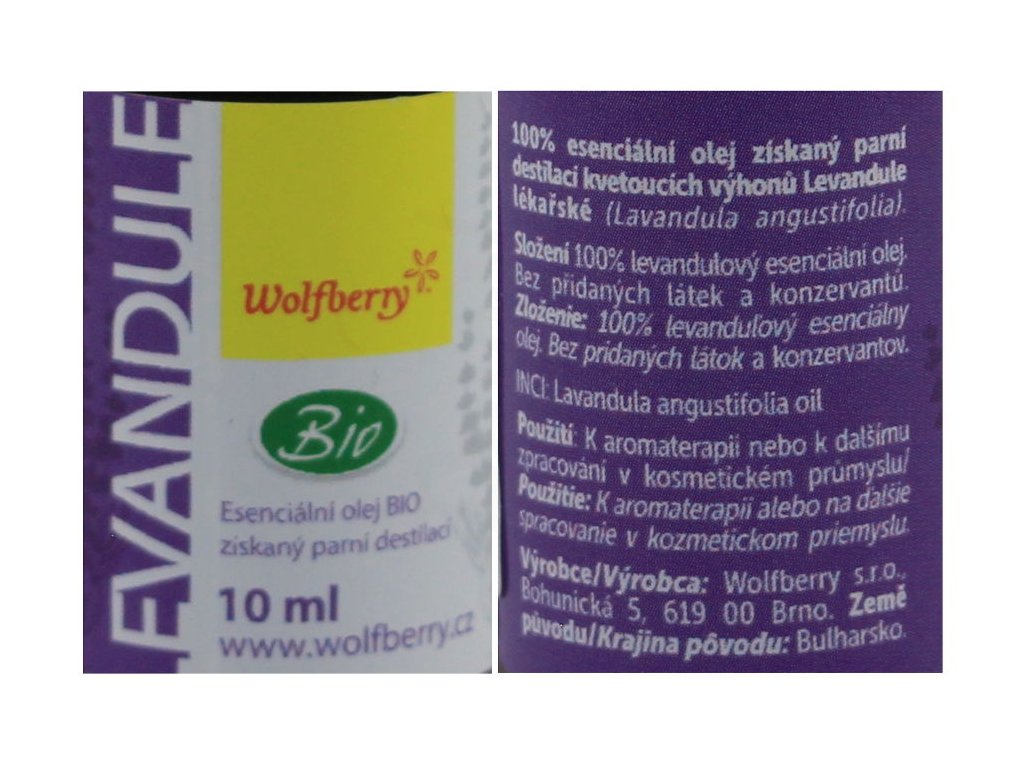 EVANDULE
Wolfberry
Bio
Esenciální olej BIO
získaný parní destilací
10 ml
www.wolfberry.cz
100% esenciální olej získaný parní
destilací kvetoucích výhonů Levandule
lékařské (Lavandula angustifolia).
Složení 100% levandulový esenciální olej.
Bez přidaných látek a konzervantů.
Zloženie: 100% levanduľový esenciálny
olej. Bez pridaných látok a konzervantov.
INCI: Lavandula angustifolia oil
Použití: K aromaterapii nebo k dalšímu
zpracování v kosmetickém průmyslu/
Použitie: K aromaterapii alebo na ďalšie
spracovanie v kozmetickom priemyslu.
Výrobce/Výrobca: Wolfberry s.r.o.,
Bohunická 5, 619 00 Brno. Země
původu/Krajina pôvodu: Bulharsko.